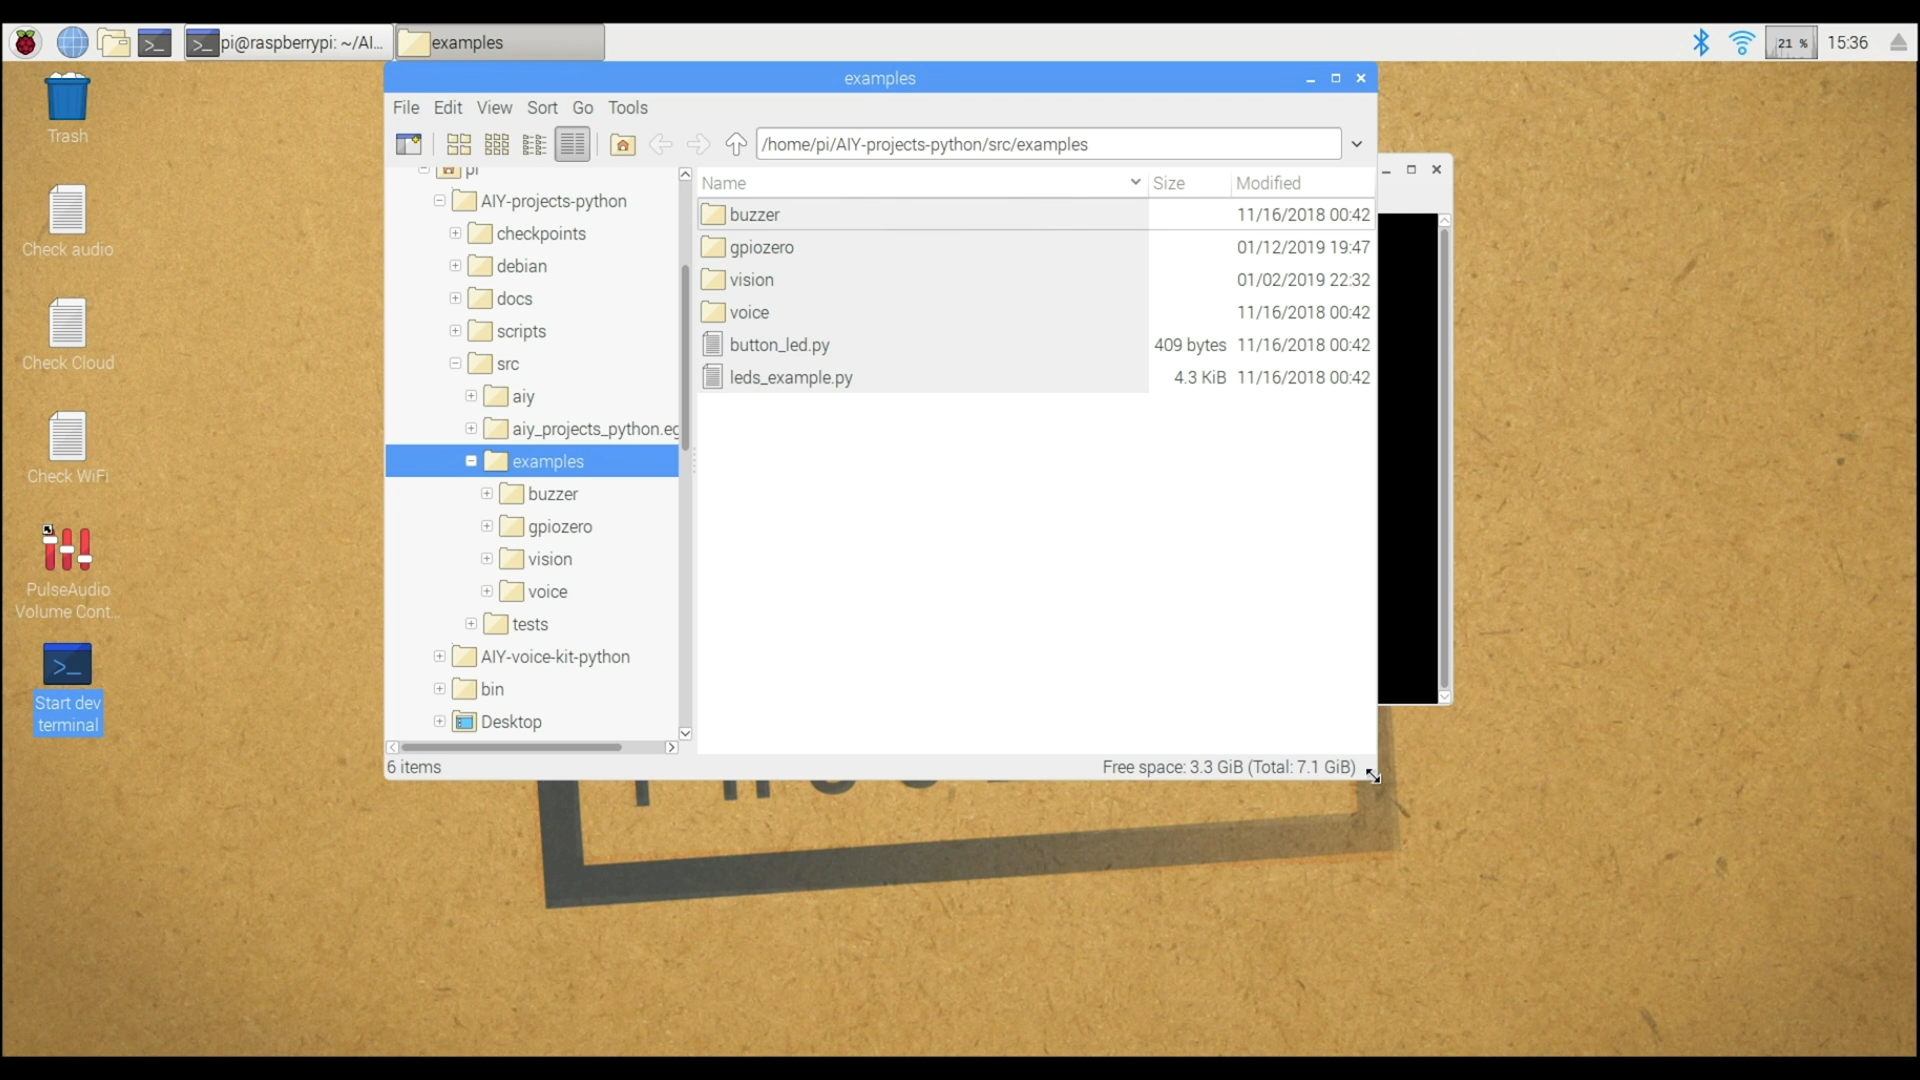 pi@raspberrypi: ~/AI...
examples
21 %
15:36
Trash
Check audio
Check Cloud
Check WiFi
PulseAudio
Volume Cont...
Start dev
terminal
examples
File Edit View Sort Go Tools
/home/pi/AIY-projects-python/src/examples
pi
AIY-projects-python
checkpoints
debian
docs
scripts
src
aiy
aiy_projects_python.eg
examples
buzzer
gpiozero
vision
voice
tests
AIY-voice-kit-python
bin
Desktop
Name Size Modified
buzzer 11/16/2018 00:42
gpiozero 01/12/2019 19:47
vision 01/02/2019 22:32
voice 11/16/2018 00:42
button_led.py 409 bytes 11/16/2018 00:42
leds_example.py 4.3 KiB 11/16/2018 00:42
6 items
Free space: 3.3 GiB (Total: 7.1 GiB)